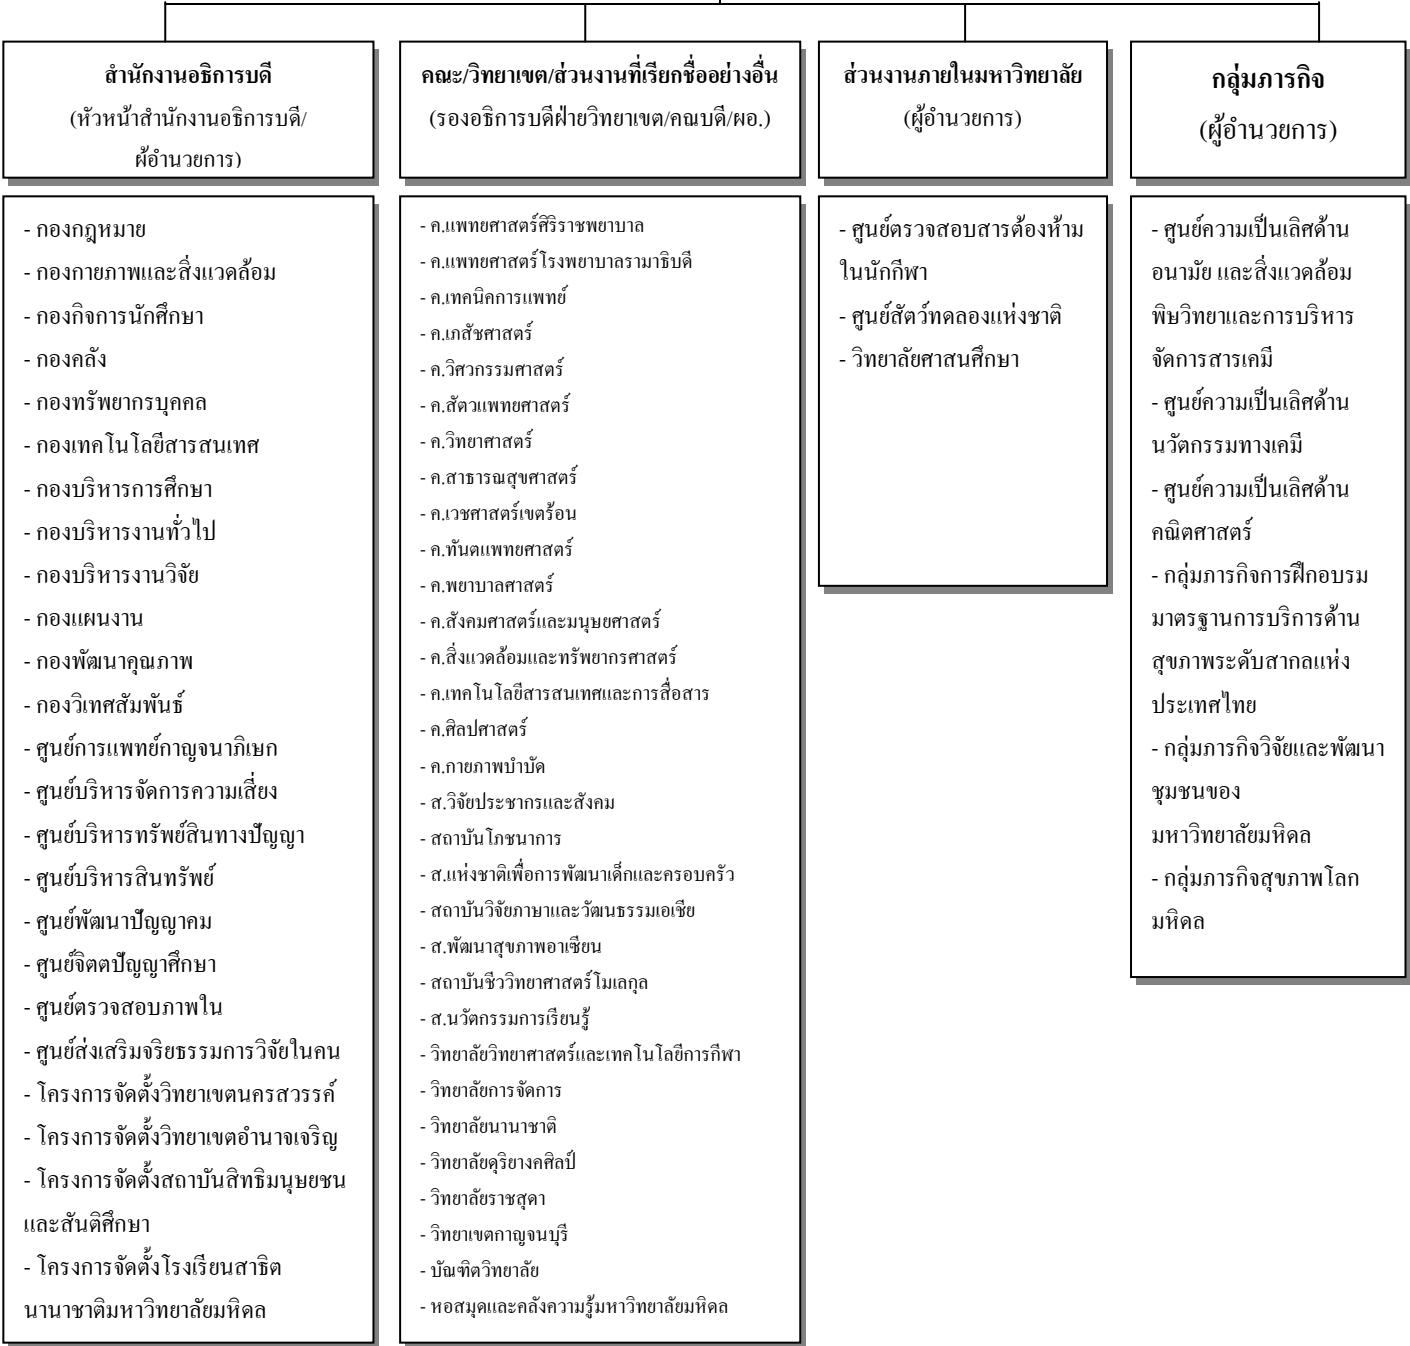 สำนักงานอธิการบดี
(หัวหน้าสำนักงานอธิการบดี/
ผู้อำนวยการ)
- กองกฎหมาย
- กองกายภาพและสิ่งแวดล้อม
- กองกิจการนักศึกษา
- กองคลัง
- กองทรัพยากรบุคคล
- กองเทคโนโลยีสารสนเทศ
- กองบริหารการศึกษา
- กองบริหารงานทั่วไป
- กองบริหารงานวิจัย
- กองแผนงาน
- กองพัฒนาคุณภาพ
- กองวิเทศสัมพันธ์
- ศูนย์การแพทย์กาญจนาภิเษก
- ศูนย์บริหารจัดการความเสี่ยง
- ศูนย์บริหารทรัพย์สินทางปัญญา
- ศูนย์บริหารสินทรัพย์
- ศูนย์พัฒนาปัญญาคม
- ศูนย์จิตตปัญญาศึกษา
- ศูนย์ตรวจสอบภาพใน
- ศูนย์ส่งเสริมจริยธรรมการวิจัยในคน
- โครงการจัดตั้งวิทยาเขตนครสวรรค์
- โครงการจัดตั้งวิทยาเขตอำนาจเจริญ
- โครงการจัดตั้งสถาบันสิทธิมนุษยชน
และสันติศึกษา
- โครงการจัดตั้งโรงเรียนสาธิต
นานาชาติมหาวิทยาลัยมหิดล
คณะ/วิทยาเขต/ส่วนงานที่เรียกชื่ออย่างอื่น
(รองอธิการบดีฝ่ายวิทยาเขต/คณบดี/ผอ.)
- ค.แพทยศาสตร์ศิริราชพยาบาล
- ค.แพทยศาสตร์โรงพยาบาลรามาธิบดี
- ค.เทคนิคการแพทย์
- ค.เภสัชศาสตร์
- ค.วิศวกรรมศาสตร์
- ค.สัตวแพทยศาสตร์
- ค.วิทยาศาสตร์
- ค.สาธารณสุขศาสตร์
- ค.เวชศาสตร์เขตร้อน
- ค.ทันตแพทยศาสตร์
- ค.พยาบาลศาสตร์
- ค.สังคมศาสตร์และมนุษยศาสตร์
- ค.สิ่งแวดล้อมและทรัพยากรศาสตร์
- ค.เทคโนโลยีสารสนเทศและการสื่อสาร
- ค.ศิลปศาสตร์
- ค.กายภาพบำบัด
- ส.วิจัยประชากรและสังคม
- สถาบันโภชนาการ
- ส.แห่งชาติเพื่อการพัฒนาเด็กและครอบครัว
- สถาบันวิจัยภาษาและวัฒนธรรมเอเชีย
- ส.พัฒนาสุขภาพอาเซียน
- สถาบันชีววิทยาศาสตร์โมเลกุล
- ส.นวัตกรรมการเรียนรู้
- วิทยาลัยวิทยาศาสตร์และเทคโนโลยีการกีฬา
- วิทยาลัยการจัดการ
- วิทยาลัยนานาชาติ
- วิทยาลัยดุริยางคศิลป์
- วิทยาลัยราชสุดา
- วิทยาเขตกาญจนบุรี
- บัณฑิตวิทยาลัย
- หอสมุดและคลังความรู้มหาวิทยาลัยมหิดล
ส่วนงานภายในมหาวิทยาลัย
(ผู้อำนวยการ)
- ศูนย์ตรวจสอบสารต้องห้าม
ในนักกีฬา
- ศูนย์สัตว์ทดลองแห่งชาติ
- วิทยาลัยศาสนศึกษา
กลุ่มภารกิจ
(ผู้อำนวยการ)
- ศูนย์ความเป็นเลิศด้าน
อนามัย และสิ่งแวดล้อม
พิษวิทยาและการบริหาร
จัดการสารเคมี
- ศูนย์ความเป็นเลิศด้าน
นวัตกรรมทางเคมี
- ศูนย์ความเป็นเลิศด้าน
คณิตศาสตร์
- กลุ่มภารกิจการฝึกอบรม
มาตรฐานการบริการด้าน
สุขภาพระดับสากลแห่ง
ประเทศไทย
- กลุ่มภารกิจวิจัยและพัฒนา
ชุมชนของ
มหาวิทยาลัยมหิดล
- กลุ่มภารกิจสุขภาพโลก
มหิดล